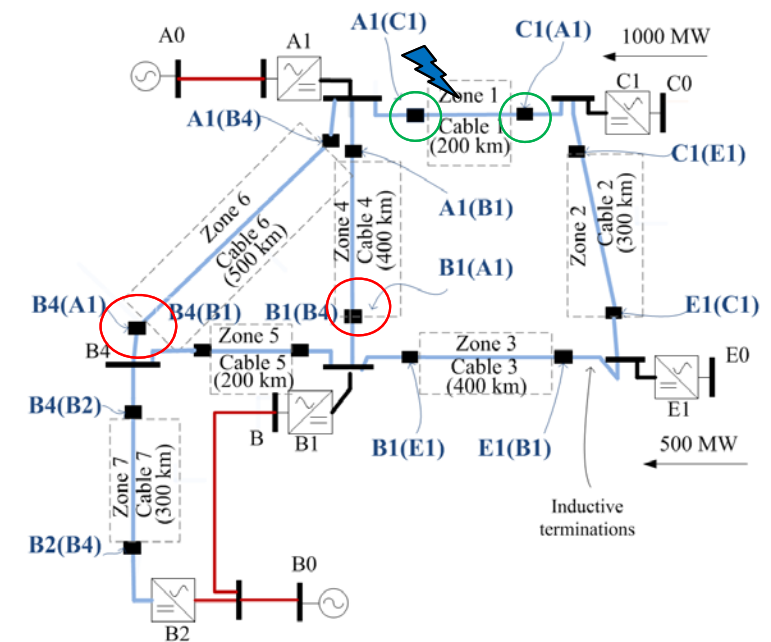 A1(C1)
C1(A1)
A0
A1
1000 MW
Zone 1
Cable 1
(200 km)
C1
C0
A1(B4)
C1(E1)
Zone 6
Cable 6
(500 km)
Zone 4
Cable 4
(400 km)
A1(B1)
Zone 2
Cable 2
(300 km)
B1(A1)
B4(A1)
B4(B1)
B1(B4)
E1(C1)
B4
Zone 5
Cable 5
(200 km)
Zone 3
Cable 3
(400 km)
E0
E1
B4(B2)
B
B1
B1(E1)
E1(B1)
500 MW
Zone 7
Cable 7
(300 km)
Inductive
terminations
B2(B4)
B0
B2